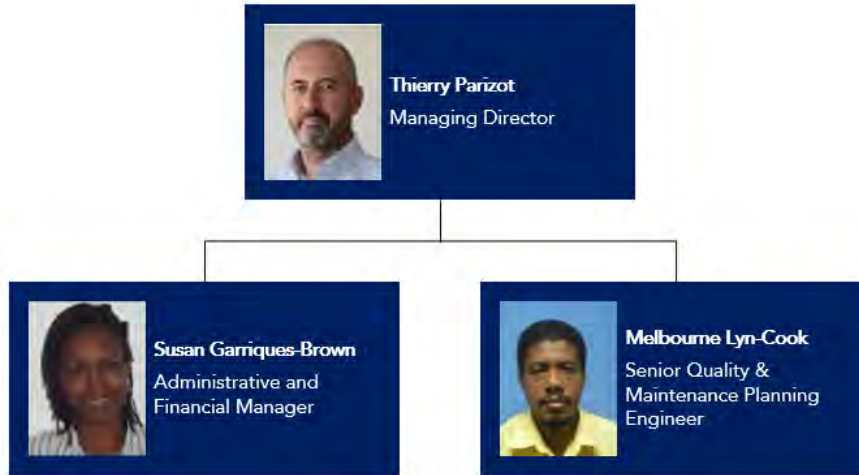 Thierry Parizot
Managing Director
Susan Garriques-Brown
Administrative and
Financial Manager
Melbourne Lyn-Cook
Senior Quality &
Maintenance Planning
Engineer